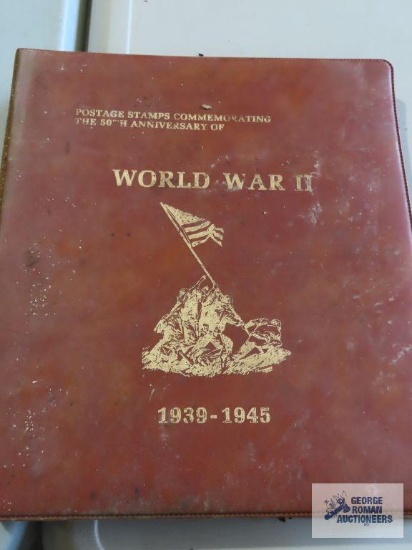 POSTAGE STAMPS COMMEMORATING
THE 50TH ANNIVERSARY OF
WORLD WAR II
1939-1945
GEORGE
ROMAN
AUCTIONEERS